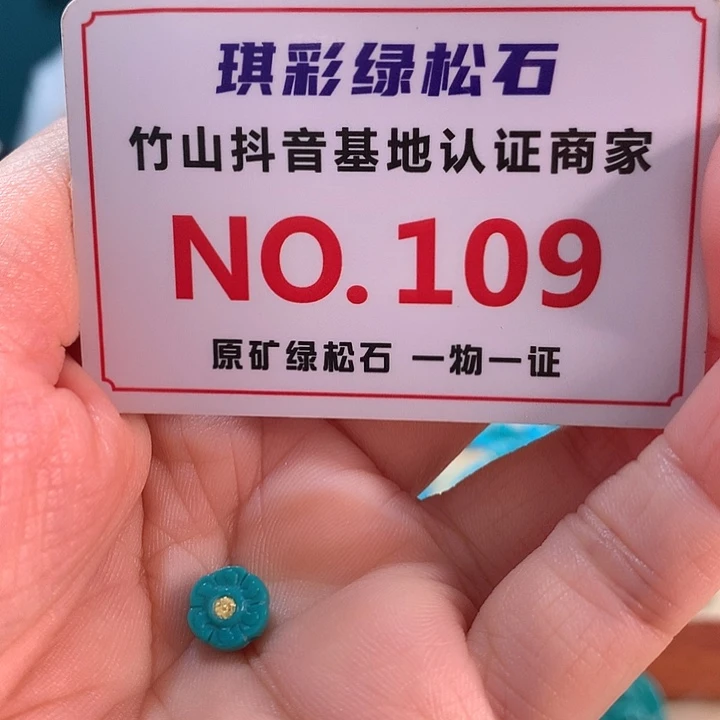 琪彩绿松石
竹山抖音基地认证商家
NO.109
原矿绿松石 一物一证